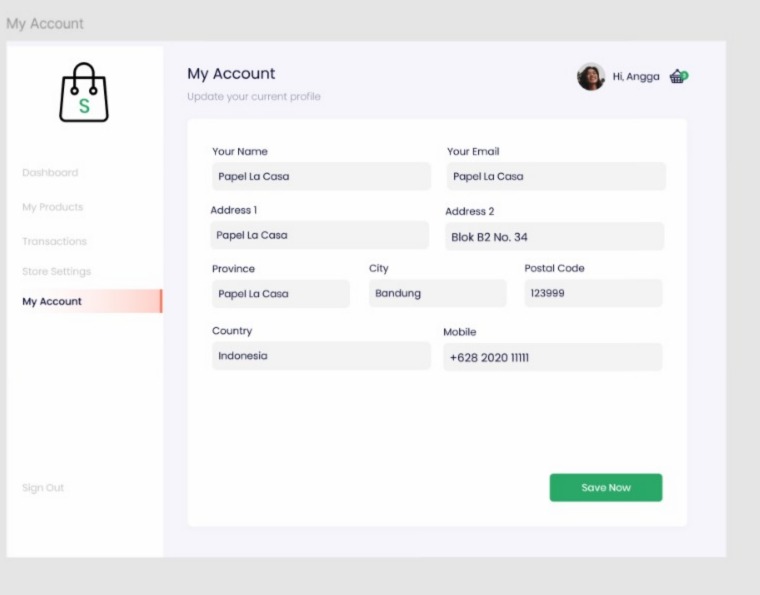 My Account
S
My Account
Update your current profile
Hi, Angga
Dashboard
My Products
Transactions
Store Settings
My Account
Sign Out
Your Name
Your Email
Papel La Casa
Papel La Casa
Address 1
Address 2
Papel La Casa
Blok B2 No. 34
Province
City
Postal Code
Papel La Casa
Bandung
123999
Country
Mobile
Indonesia
+628 2020 11111
Save Now